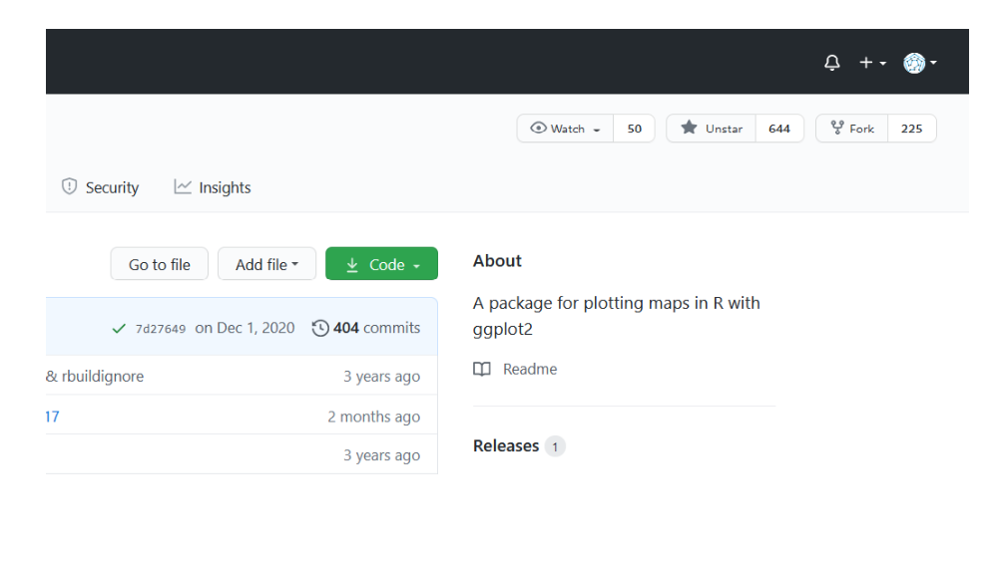 Watch 50 Unstar 644 Fork 225
Security Insights
Go to file Add file Code
About
A package for plotting maps in R with
ggplot2
7d27649 on Dec 1, 2020 404 commits
Readme
& rbuildignore 3 years ago
17 2 months ago
3 years ago
Releases 1